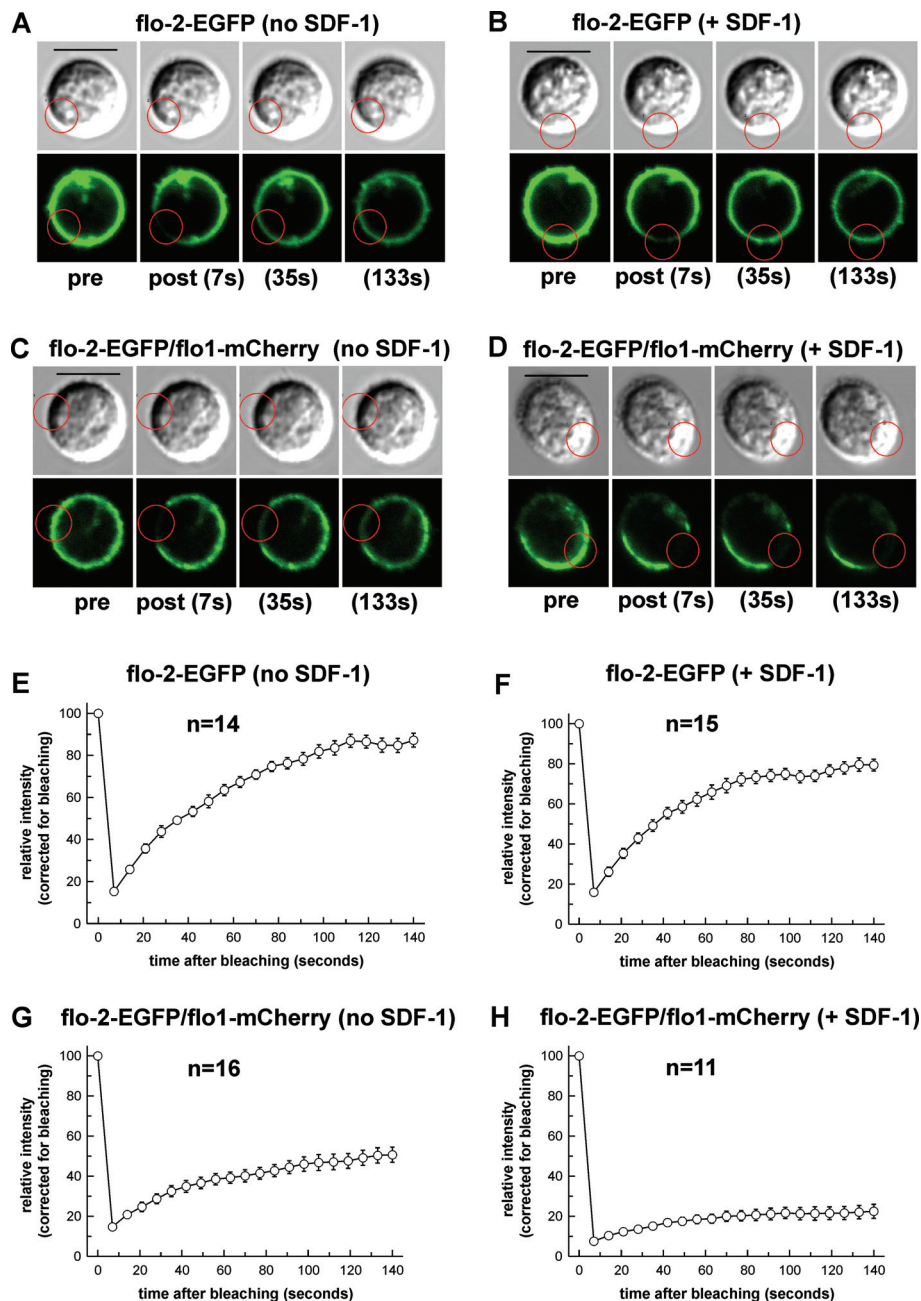 A flo-2-EGFP (no SDF-1)
B flo-2-EGFP (+ SDF-1)
pre post (7s) (35s) (133s)
pre post (7s) (35s) (133s)
C flo-2-EGFP/flo1-mCherry (no SDF-1)
D flo-2-EGFP/flo1-mCherry (+ SDF-1)
pre post (7s) (35s) (133s)
pre post (7s) (35s) (133s)
E flo-2-EGFP (no SDF-1)
n=14
relative intensity
(corrected for bleaching)
100
80
60
40
20
0
0 20 40 60 80 100 120 140
time after bleaching (seconds)
F flo-2-EGFP (+ SDF-1)
n=15
relative intensity
(corrected for bleaching)
100
80
60
40
20
0
0 20 40 60 80 100 120 140
time after bleaching (seconds)
G flo-2-EGFP/flo1-mCherry (no SDF-1)
n=16
relative intensity
(corrected for bleaching)
100
80
60
40
20
0
0 20 40 60 80 100 120 140
time after bleaching (seconds)
H flo-2-EGFP/flo1-mCherry (+ SDF-1)
n=11
relative intensity
(corrected for bleaching)
100
80
60
40
20
0
0 20 40 60 80 100 120 140
time after bleaching (seconds)